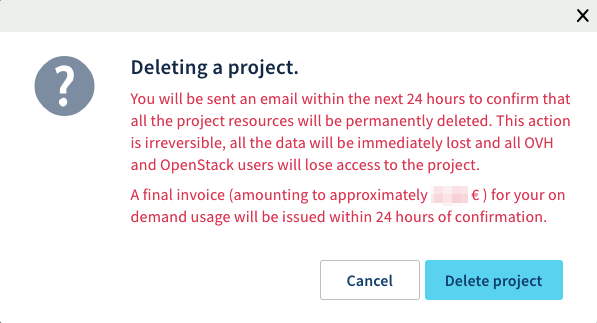 Deleting a project.
You will be sent an email within the next 24 hours to confirm that
all the project resources will be permanently deleted. This action
is irreversible, all the data will be immediately lost and all OVH
and OpenStack users will lose access to the project.
A final invoice (amounting to approximately € ) for your on
demand usage will be issued within 24 hours of confirmation.
Cancel
Delete project